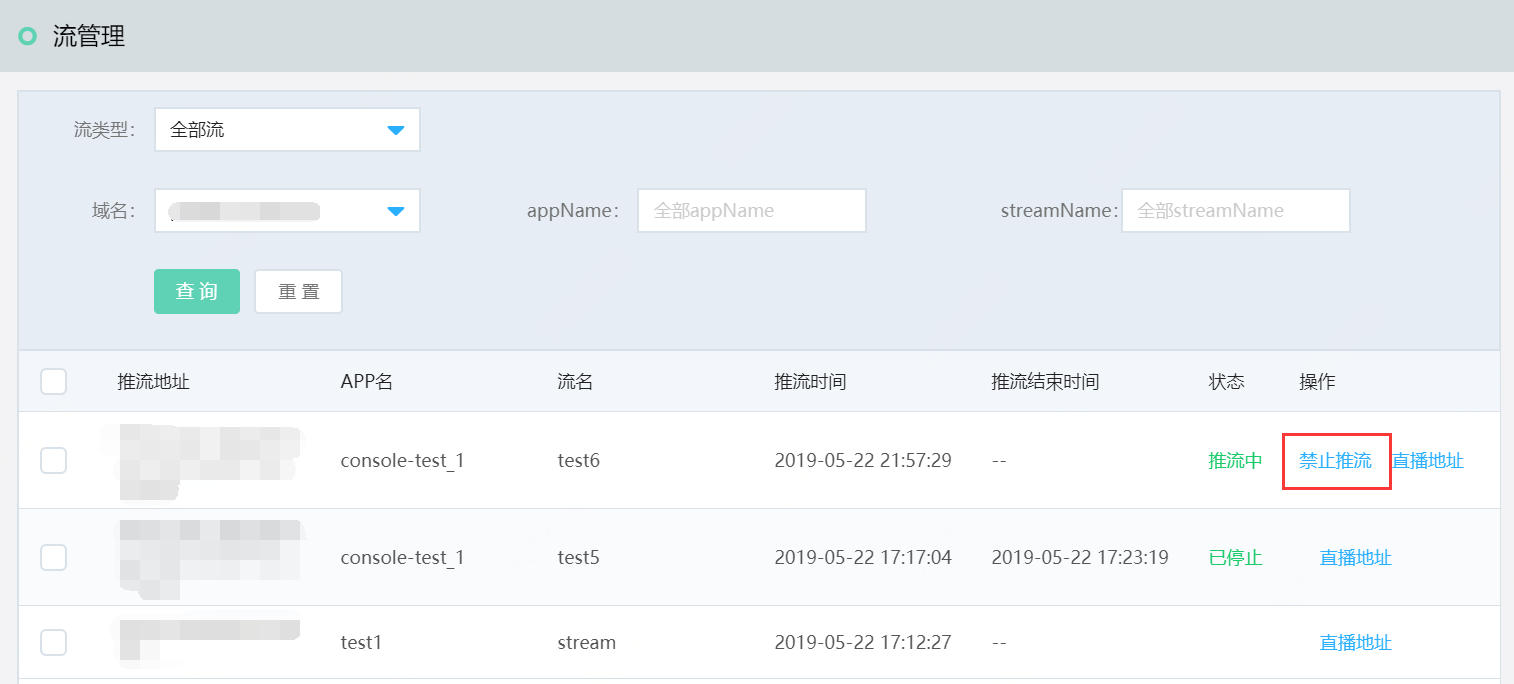 流管理
流类型： 全部流
域名： appName： 全部appName streamName： 全部streamName
查 询 重 置
推流地址 APP名 流名 推流时间 推流结束时间 状态 操作
console-test_1 test6 2019-05-22 21:57:29 -- 推流中 禁止推流 直播地址
console-test_1 test5 2019-05-22 17:17:04 2019-05-22 17:23:19 已停止 直播地址
test1 stream 2019-05-22 17:12:27 -- 直播地址